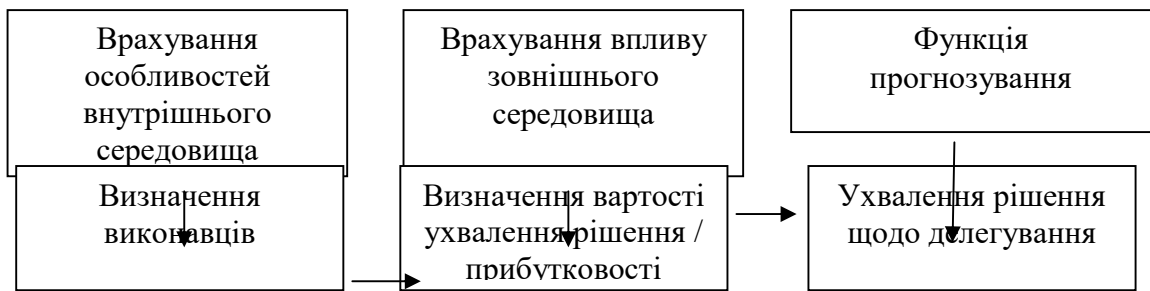 Врахування
особливостей
внутрішнього
середовища
Врахування впливу
зовнішнього
середовища
Функція
прогнозування
Визначення
виконавців
Визначення вартості
ухвалення рішення /
прибутковості
Ухвалення рішення
щодо делегування